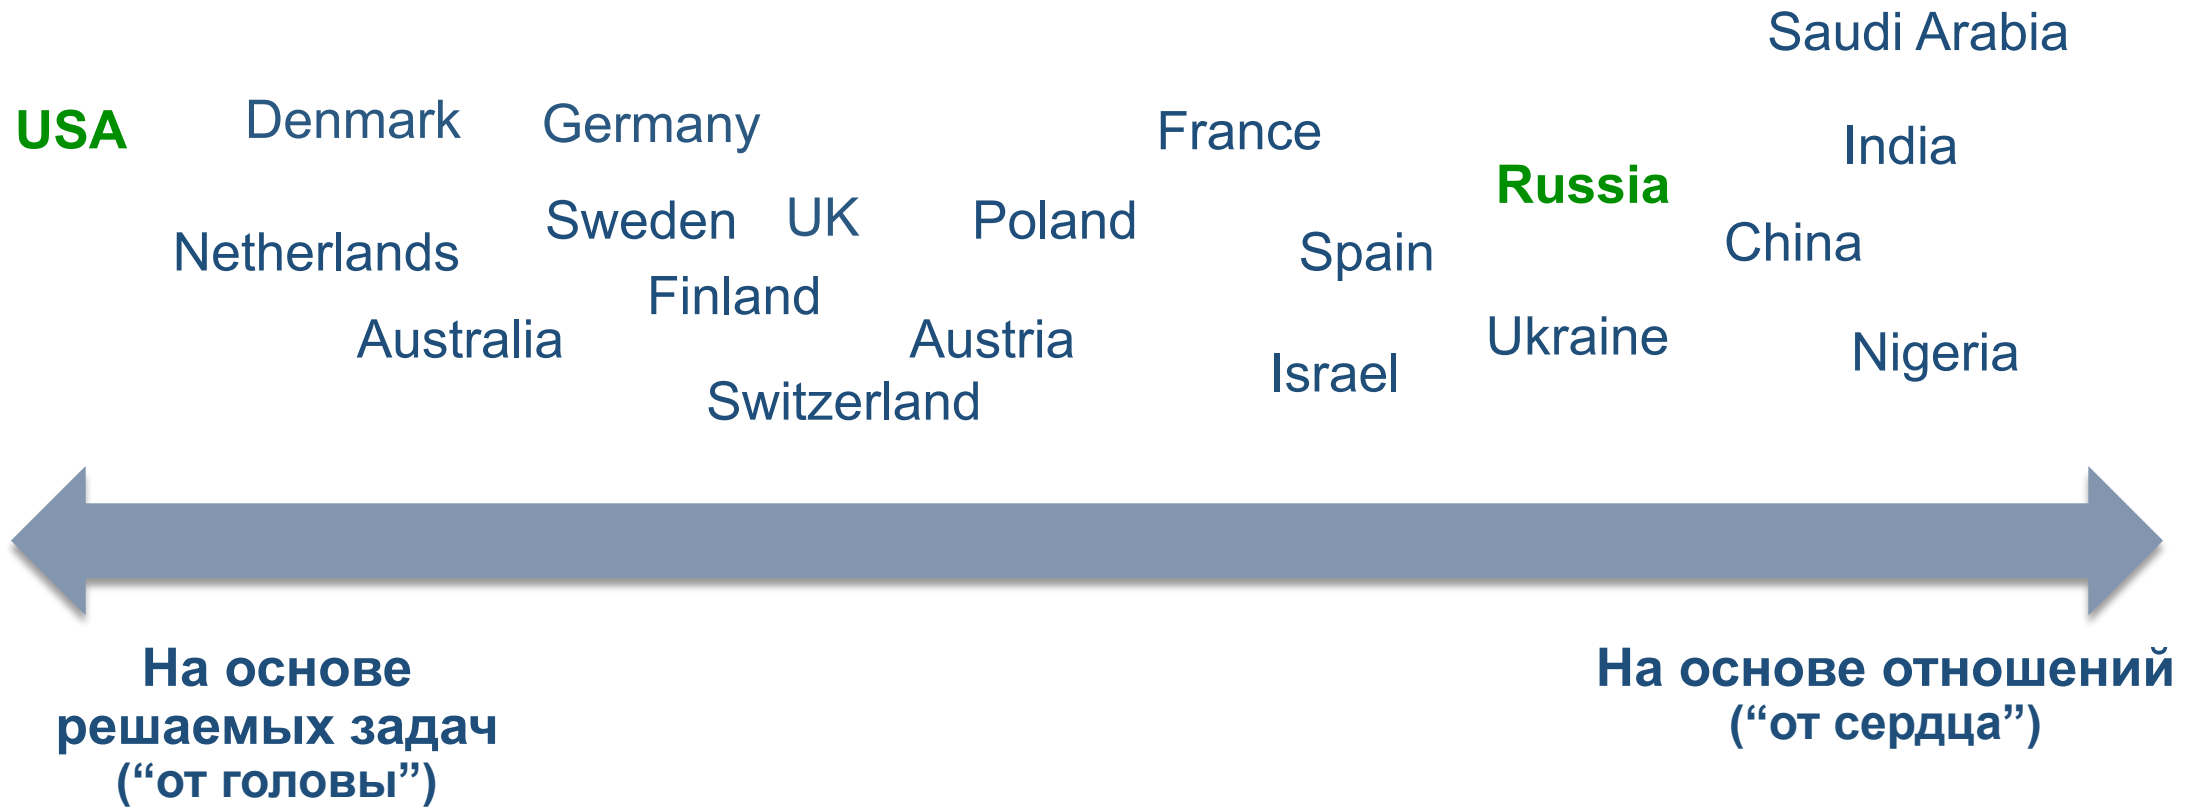 Saudi Arabia
USA
Denmark
Germany
France
India
Russia
Netherlands
Sweden
UK
Poland
Spain
China
Finland
Australia
Austria
Israel
Ukraine
Nigeria
Switzerland
На основе
решаемых задач
(“от головы”)
На основе отношений
(“от сердца”)